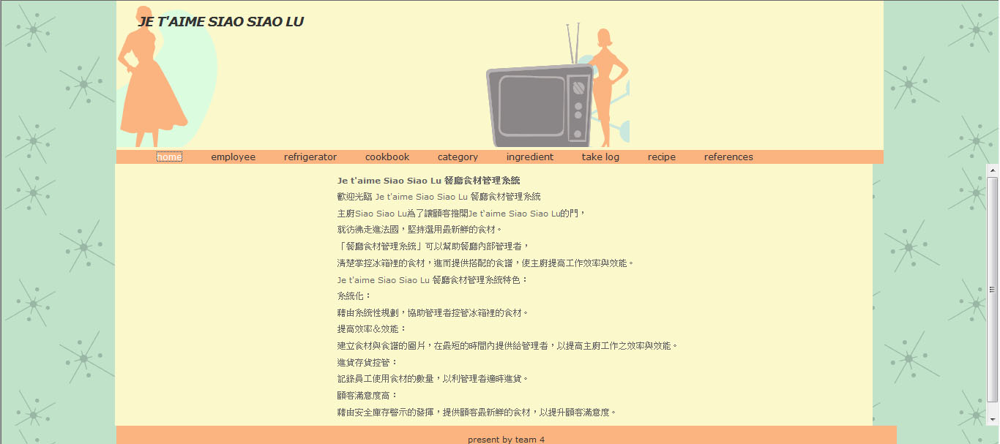 JE T'AIME SIAO SIAO LU
home employee refrigerator cookbook category ingredient take log recipe references
Je t'aime Siao Siao Lu 餐廳食材管理系統
歡迎光臨 Je t'aime Siao Siao Lu 餐廳食材管理系統
主廚Siao Siao Lu為了讓顧客推開Je t'aime Siao Siao Lu的門，
就彷彿走進法國，堅持選用最新鮮的食材。
「餐廳食材管理系統」可以幫助餐廳內部管理者，
清楚掌控冰箱裡的食材，進而提供搭配的食譜，使主廚提高工作效率與效能。
Je t'aime Siao Siao Lu 餐廳食材管理系統特色：
系統化：
藉由系統性規劃，協助管理者控管冰箱裡的食材。
提高效率＆效能：
建立食材與食譜的圖片，在最短的時間內提供給管理者，以提高主廚工作之效率與效能。
進貨存貨控管：
記錄員工使用食材的數量，以利管理者適時進貨。
顧客滿意度高：
藉由安全庫存警示的發揮，提供顧客最新鮮的食材，以提升顧客滿意度。
present by team 4